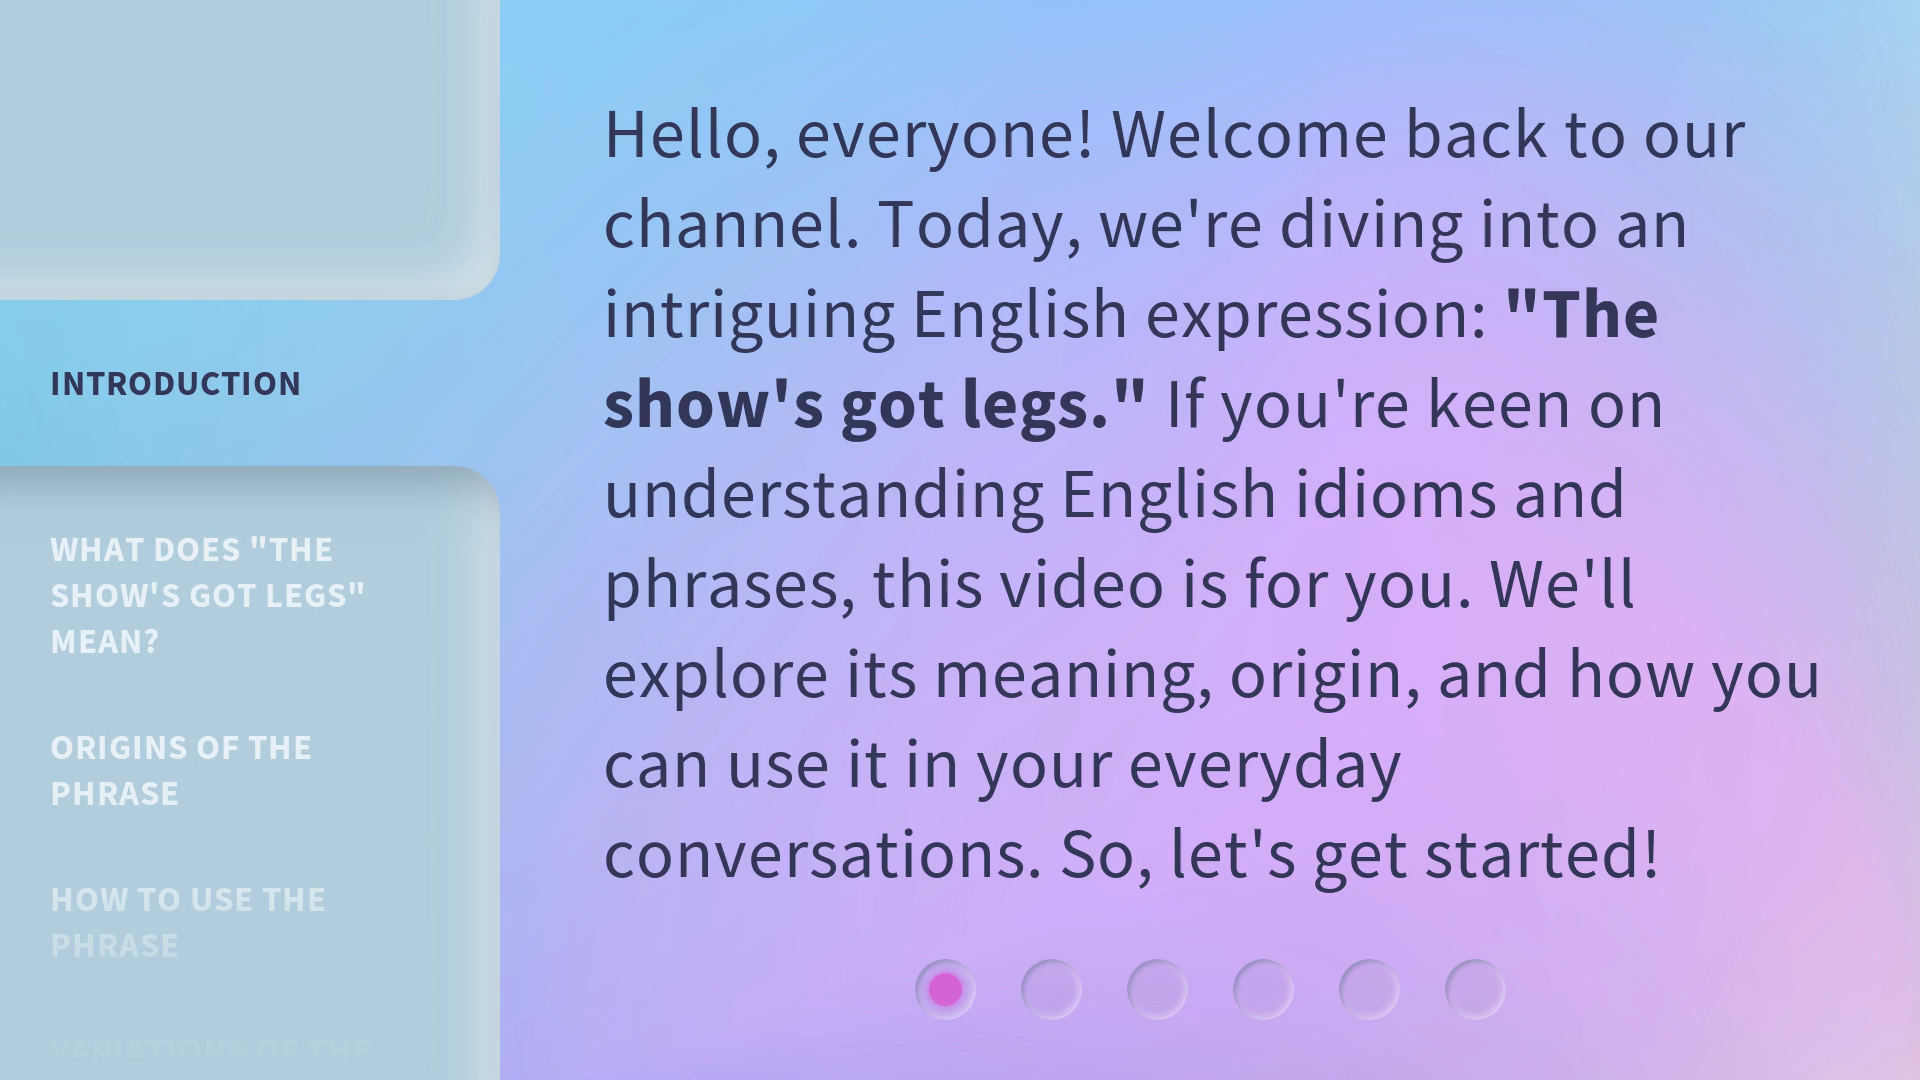 INTRODUCTION
WHAT DOES "THE
SHOW'S GOT LEGS"
MEAN?
ORIGINS OF THE
PHRASE
HOW TO USE THE
PHRASE
VARIATIONS OF THE
Hello, everyone! Welcome back to our
channel. Today, we're diving into an
intriguing English expression: "The
show's got legs." If you're keen on
understanding English idioms and
phrases, this video is for you. We'll
explore its meaning, origin, and how you
can use it in your everyday
conversations. So, let's get started!